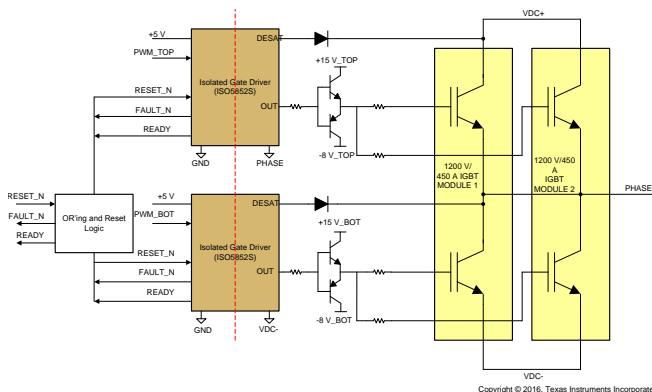 VDC+
+5 V
DESAT
PWM_TOP
Isolated Gate Driver
(ISO5852S)
+15 V_TOP
RESET_N
FAULT_N
OUT
READY
-8 V_TOP
GND
PHASE
1200 V/
450 A IGBT
MODULE 1
1200 V/450
A
IGBT
MODULE 2
PHASE
RESET_N
FAULT_N
READY
OR'ing and Reset
Logic
+5 V
DESAT
PWM_BOT
Isolated Gate Driver
(ISO5852S)
+15 V_BOT
RESET_N
FAULT_N
OUT
READY
-8 V_BOT
GND
VDC-
VDC-
Copyright © 2016, Texas Instruments Incorporate